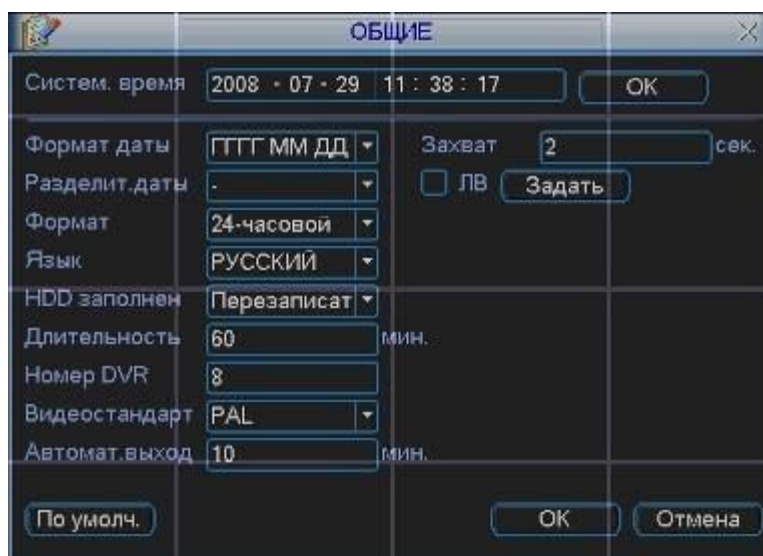 ОБЩИЕ
Систем. время 2008 - 07 - 29 11 : 38 : 17 OK
Формат даты ГГГГ ММ ДД Захват 2 сек.
Разделит.даты - ЛВ Задать
Формат 24-часовой
Язык РУССКИЙ
HDD заполнен Перезаписат
Длительность 60 мин.
Номер DVR 8
Видеостандарт PAL
Автомат.выход 10 мин.
По умолч. OK Отмена